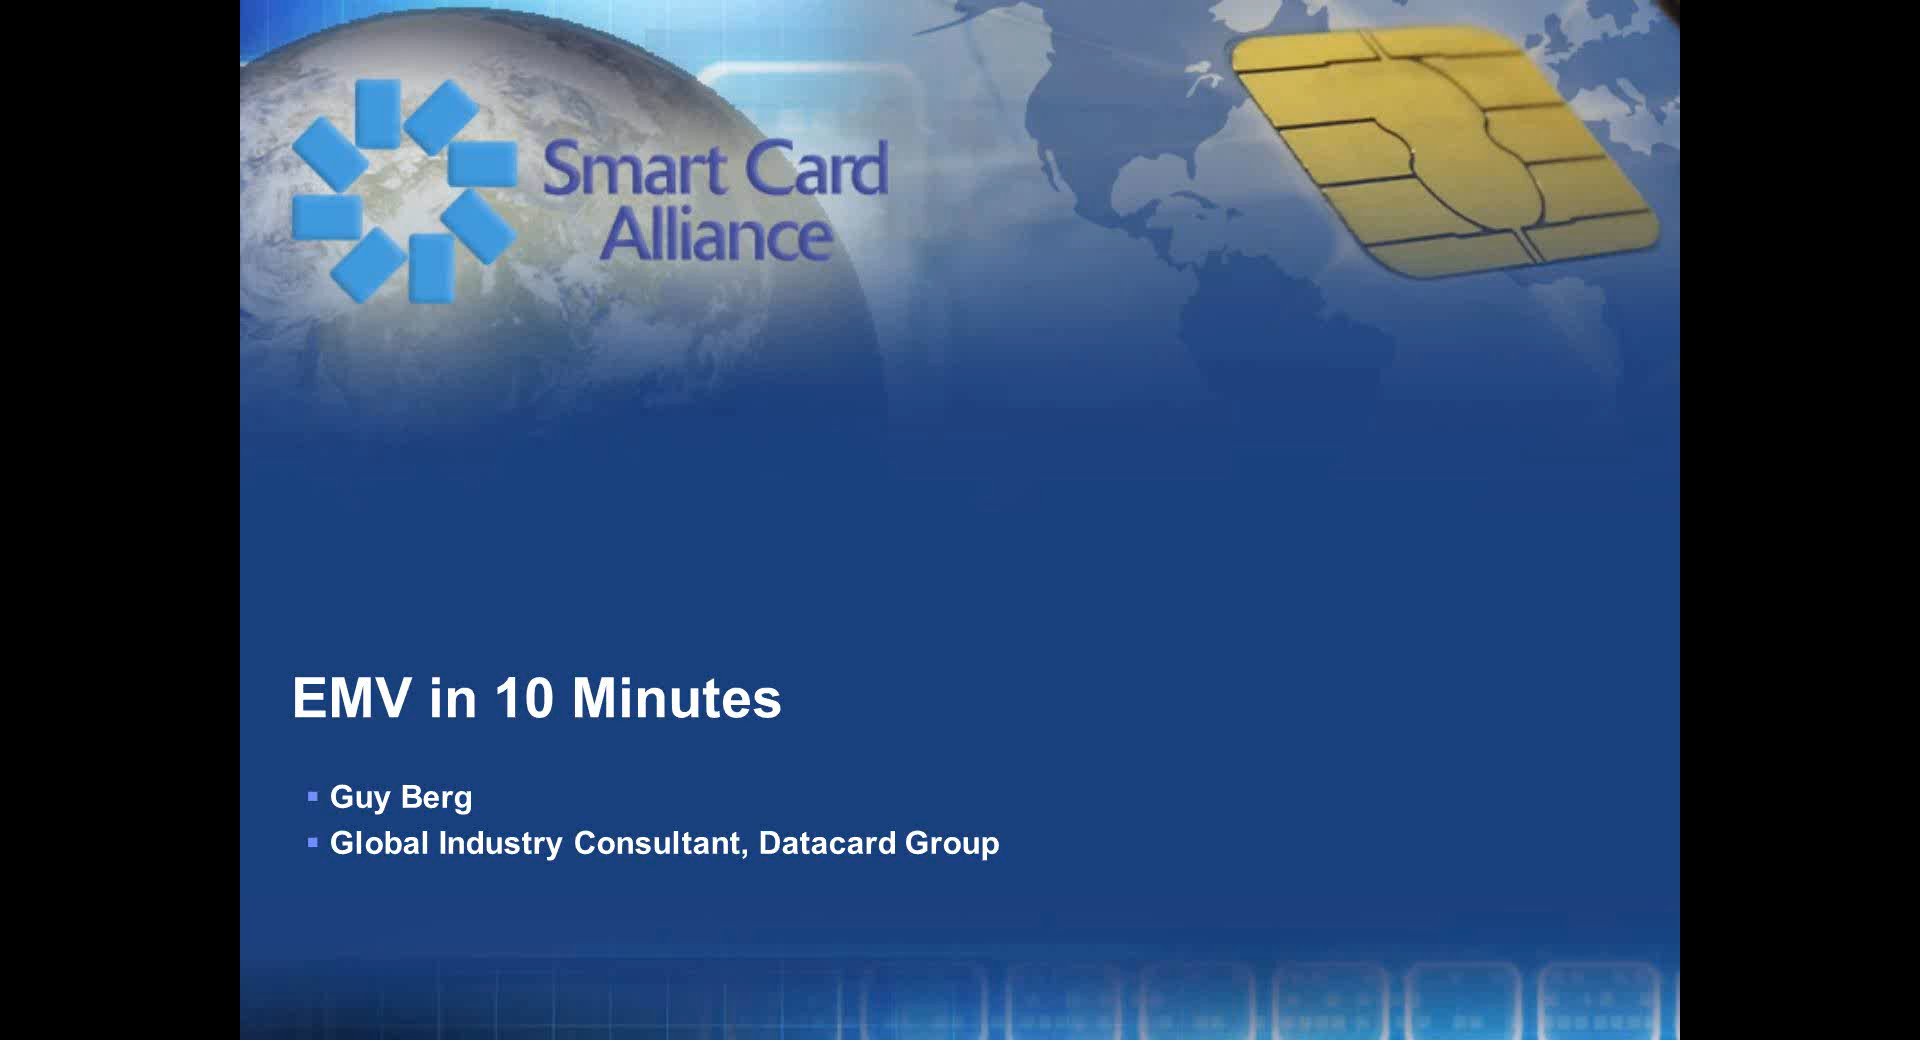 Smart Card
Alliance
EMV in 10 Minutes
Guy Berg
Global Industry Consultant, Datacard Group